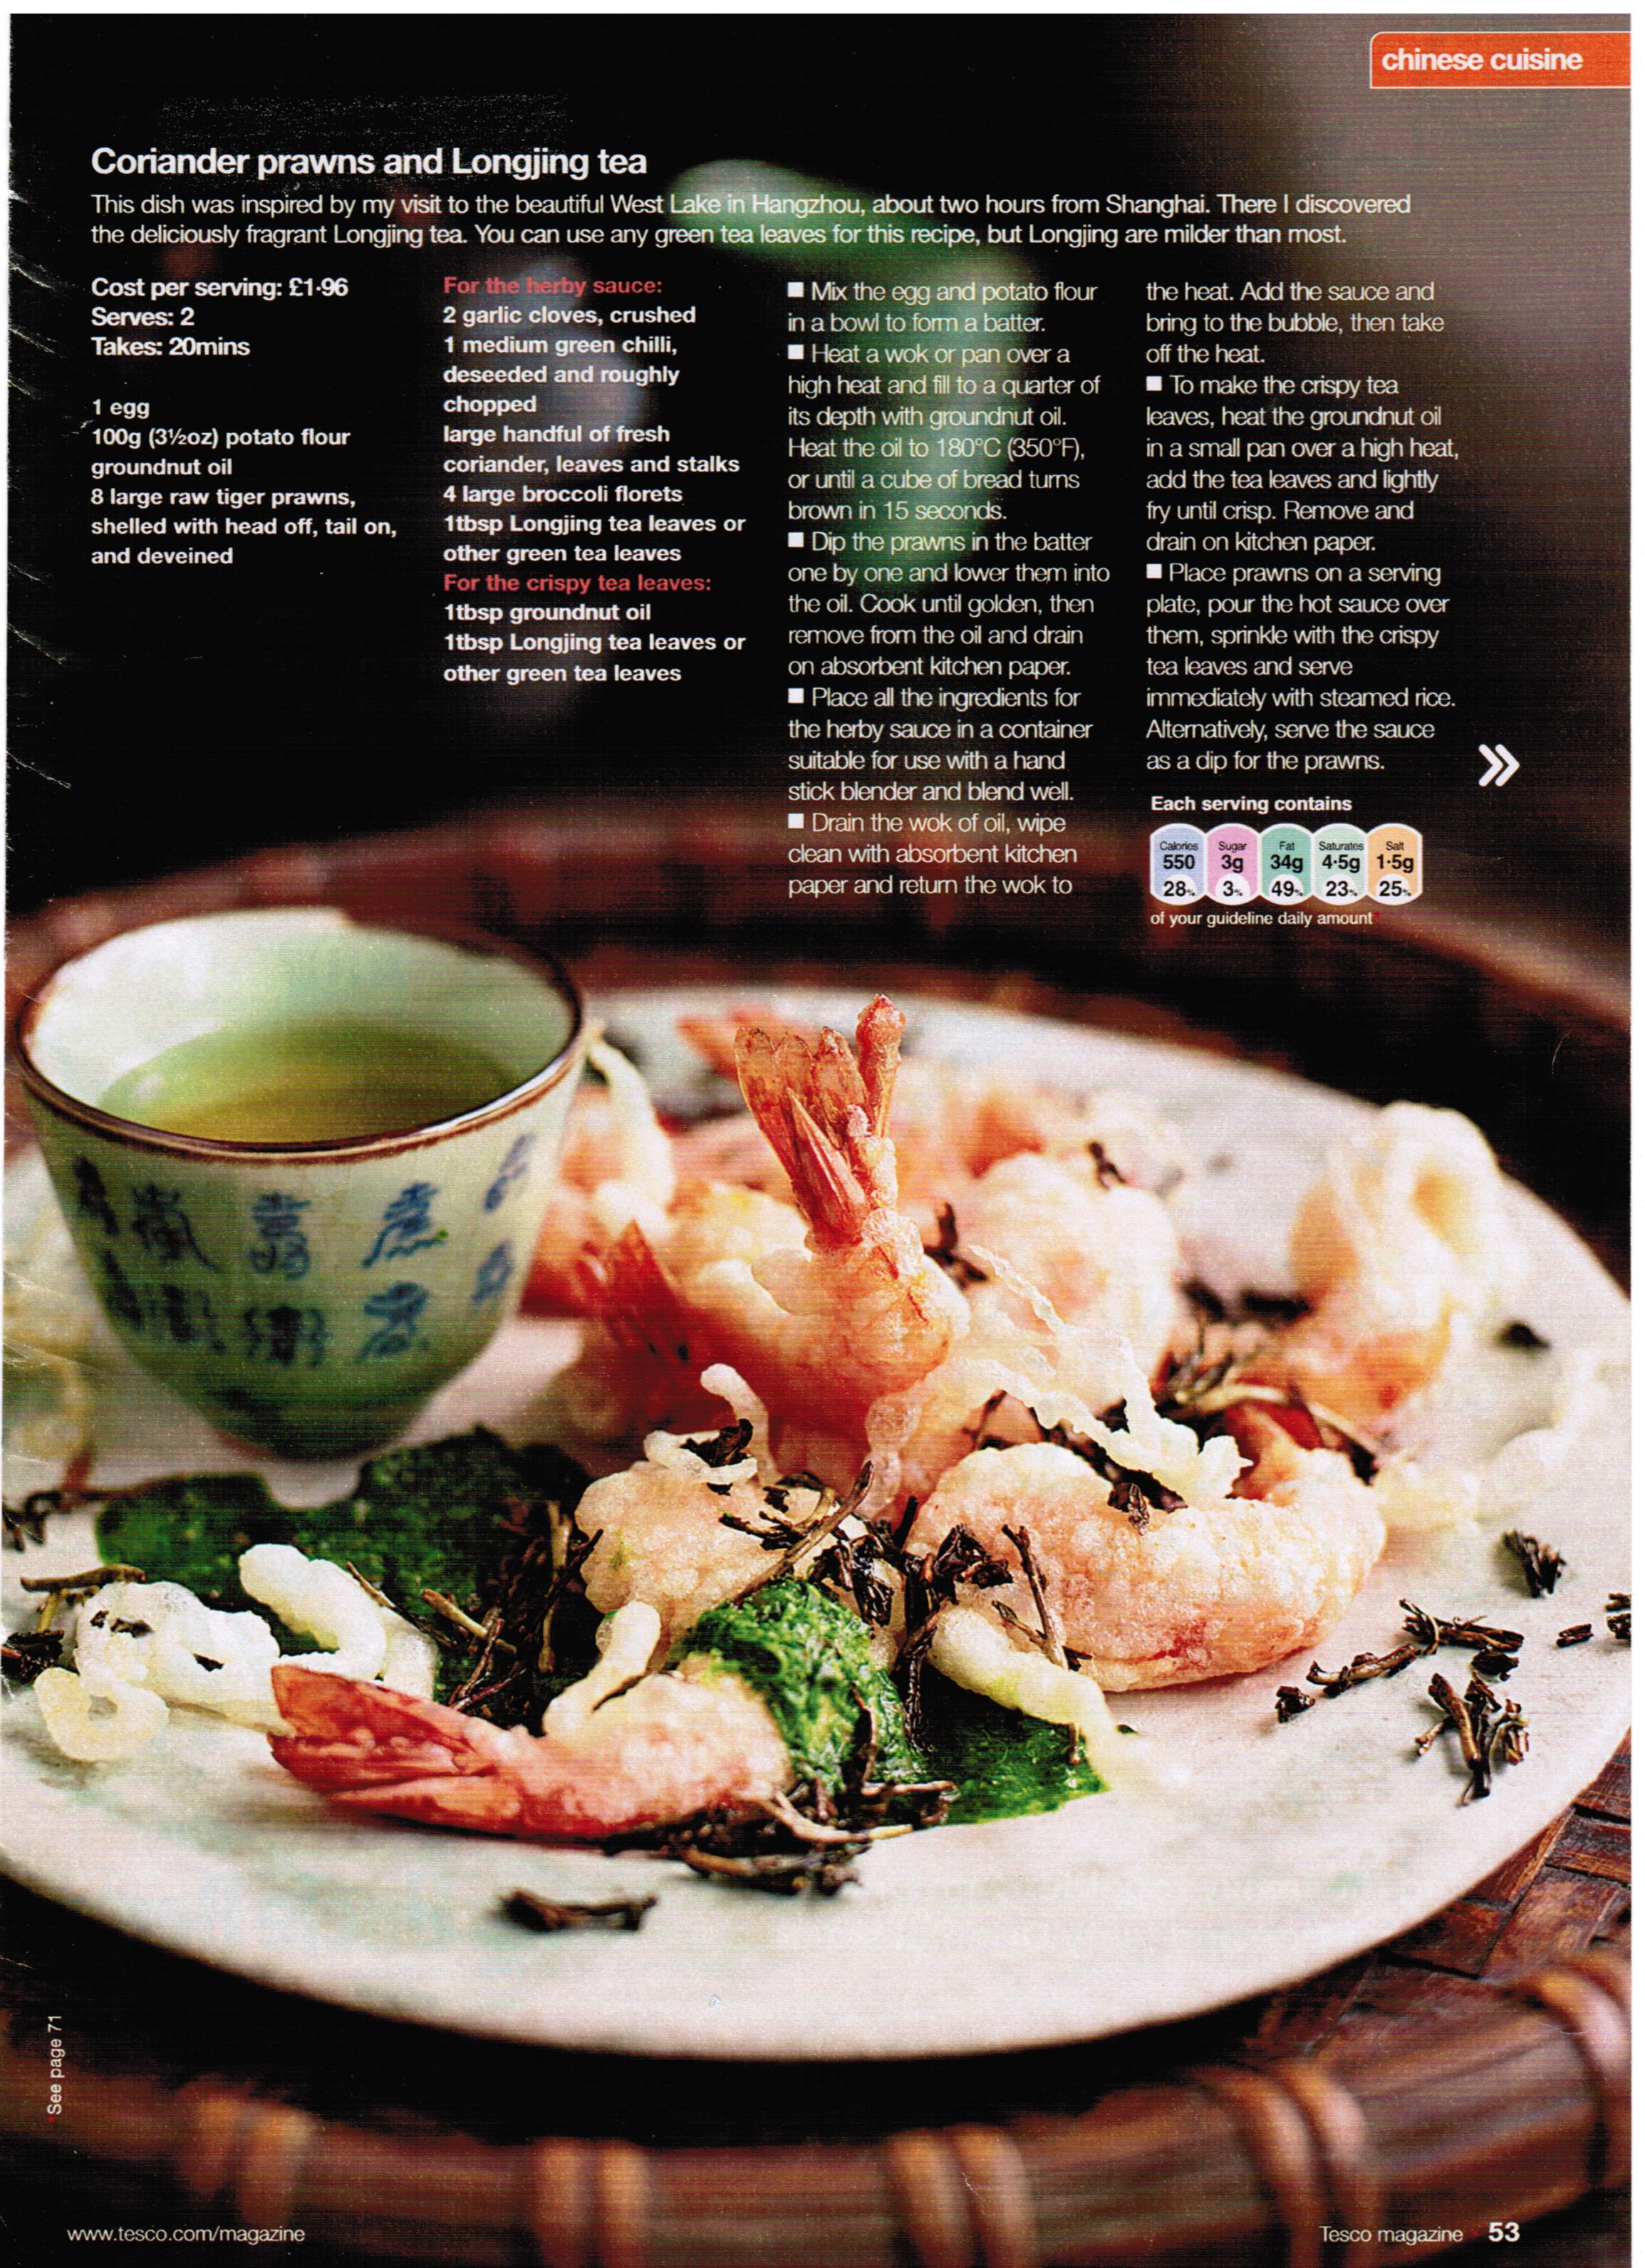 chinese cuisine
Coriander prawns and Longjing tea
This dish was inspired by my visit to the beautiful West Lake in Hangzhou, about two hours from Shanghai. There I discovered
the deliciously fragrant Longjing tea. You can use any green tea leaves for this recipe, but Longjing are milder than most.
Cost per serving: £1·96
Serves: 2
Takes: 20mins
1 egg
100g (3½oz) potato flour
groundnut oil
8 large raw tiger prawns,
shelled with head off, tail on,
and deveined
For the herby sauce:
2 garlic cloves, crushed
1 medium green chilli,
deseeded and roughly
chopped
large handful of fresh
coriander, leaves and stalks
4 large broccoli florets
1tbsp Longjing tea leaves or
other green tea leaves
For the crispy tea leaves:
1tbsp groundnut oil
1tbsp Longjing tea leaves or
other green tea leaves
■ Mix the egg and potato flour
in a bowl to form a batter.
■ Heat a wok or pan over a
high heat and fill to a quarter of
its depth with groundnut oil.
Heat the oil to 180°C (350°F),
or until a cube of bread turns
brown in 15 seconds.
■ Dip the prawns in the batter
one by one and lower them into
the oil. Cook until golden, then
remove from the oil and drain
on absorbent kitchen paper.
■ Place all the ingredients for
the herby sauce in a container
suitable for use with a hand
stick blender and blend well.
■ Drain the wok of oil, wipe
clean with absorbent kitchen
paper and return the wok to
the heat. Add the sauce and
bring to the bubble, then take
off the heat.
■ To make the crispy tea
leaves, heat the groundnut oil
in a small pan over a high heat,
add the tea leaves and lightly
fry until crisp. Remove and
drain on kitchen paper.
■ Place prawns on a serving
plate, pour the hot sauce over
them, sprinkle with the crispy
tea leaves and serve
immediately with steamed rice.
Alternatively, serve the sauce
as a dip for the prawns.
Each serving contains
Calories Sugar Fat Saturates Salt
550 3g 34g 4·5g 1·5g
28% 3% 49% 23% 25%
of your guideline daily amount*
*See page 71
www.tesco.com/magazine
Tesco magazine 53